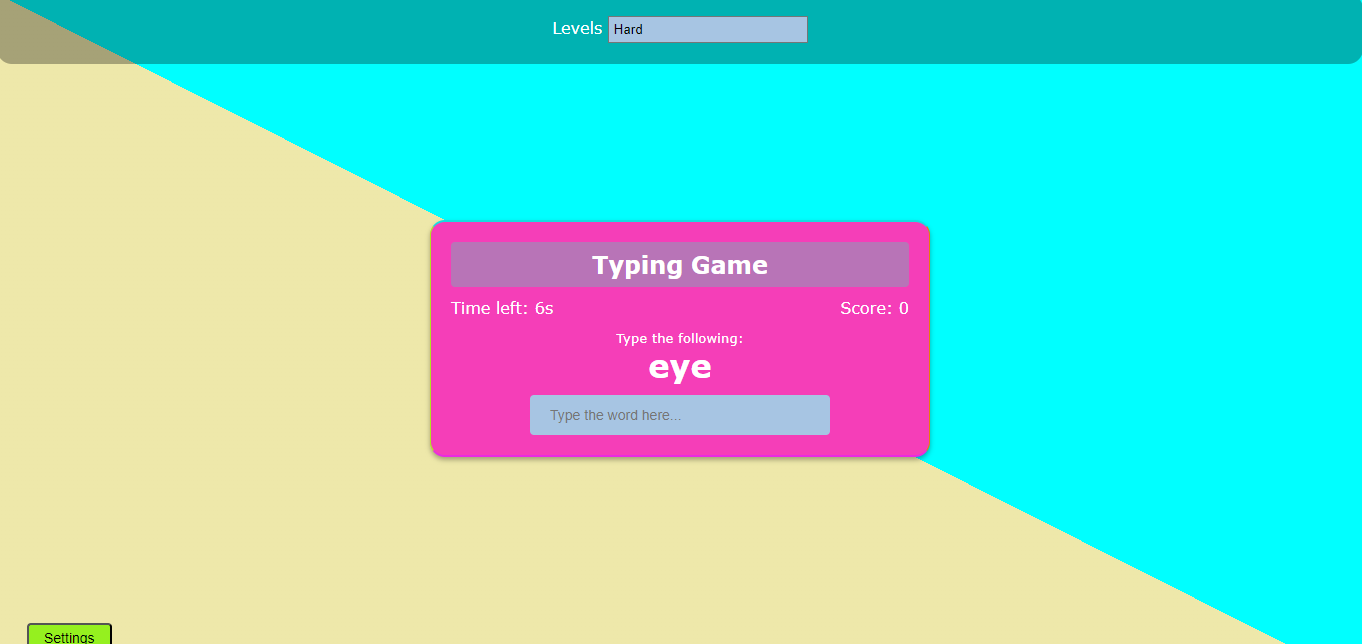 Levels Hard
Typing Game
Time left: 6s Score: 0
Type the following:
eye
Type the word here...
Settings